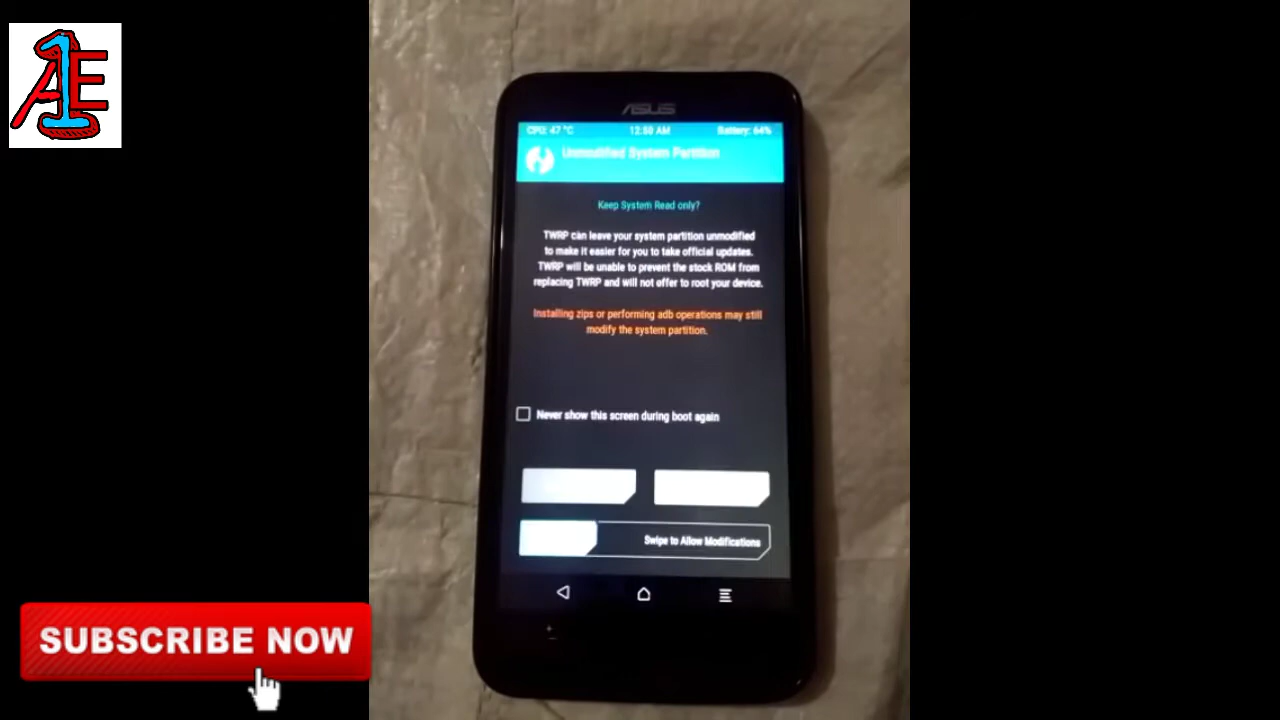 A1E
ASUS
CPU: 47 °C 12:50 AM Battery: 64%
Unmodified System Partition
Keep System Read only?
TWRP can leave your system partition unmodified
to make it easier for you to take official updates.
TWRP will be unable to prevent the stock ROM from
replacing TWRP and will not offer to root your device.
Installing zips or performing adb operations may still
modify the system partition.
Never show this screen during boot again
Swipe to Allow Modifications
SUBSCRIBE NOW